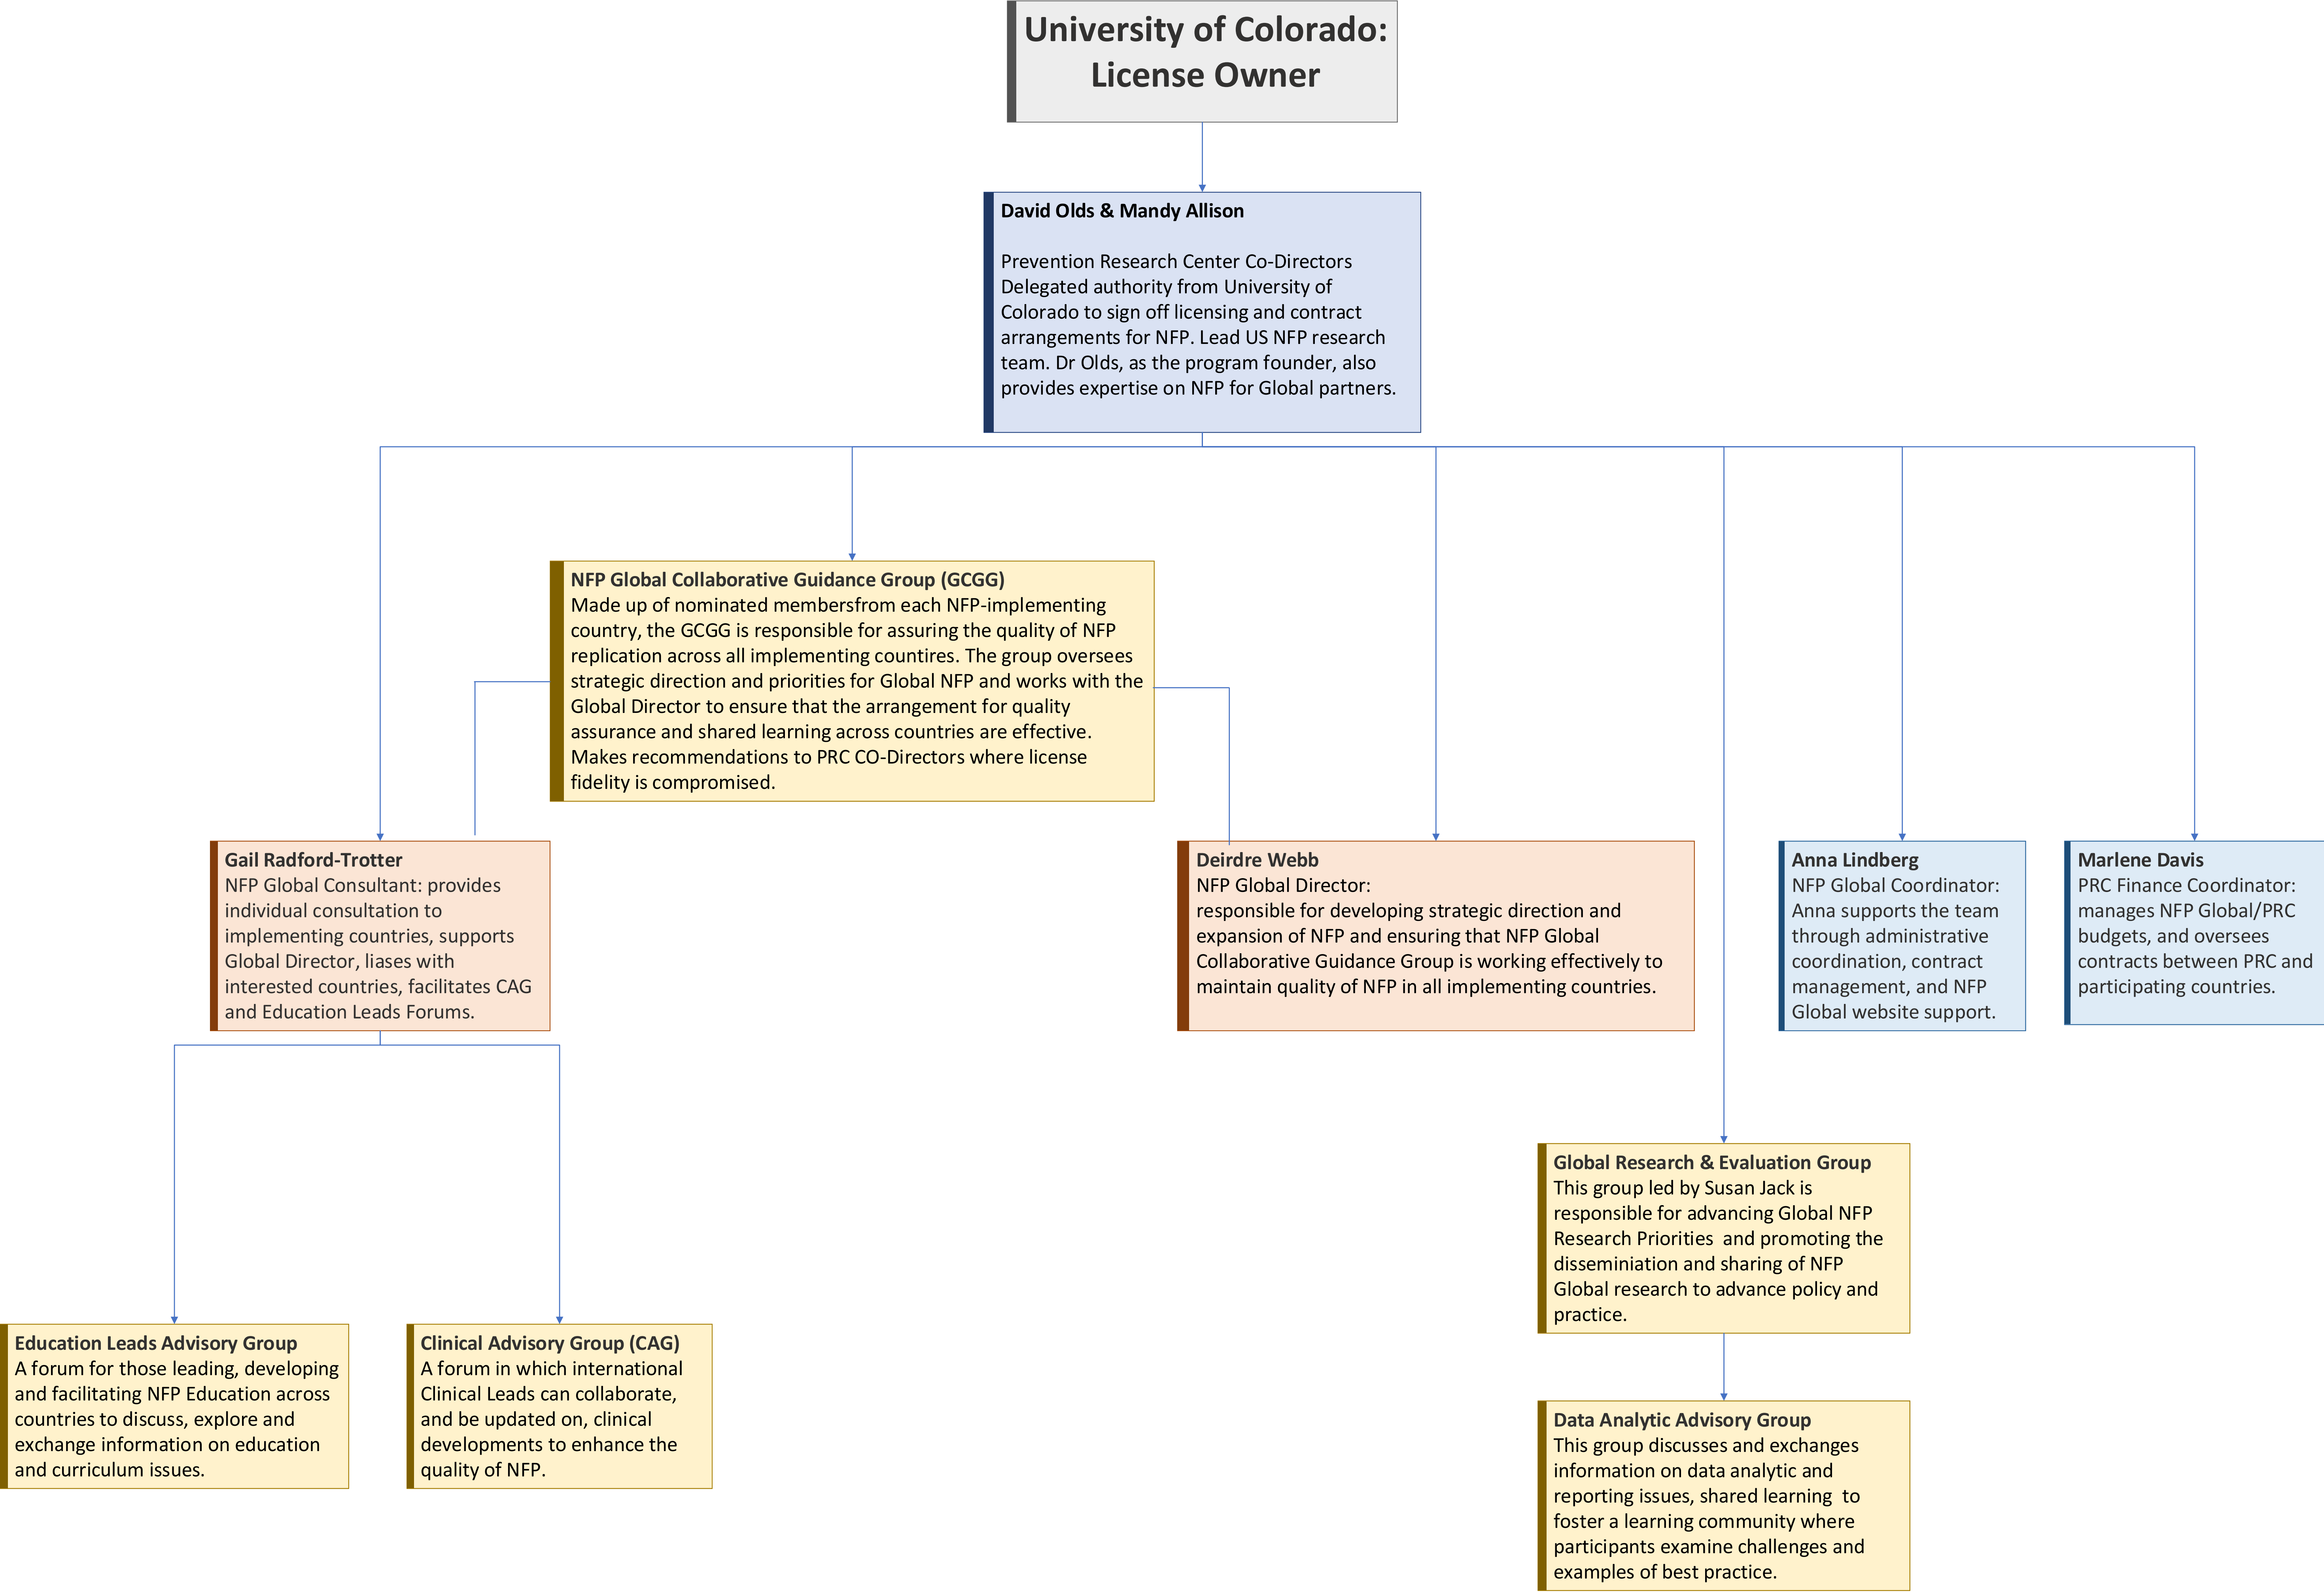 University of Colorado:
License Owner
David Olds & Mandy Allison
Prevention Research Center Co-Directors
Delegated authority from University of
Colorado to sign off licensing and contract
arrangements for NFP. Lead US NFP research
team. Dr Olds, as the program founder, also
provides expertise on NFP for Global partners.
NFP Global Collaborative Guidance Group (GCGG)
Made up of nominated membersfrom each NFP-implementing
country, the GCGG is responsible for assuring the quality of NFP
replication across all implementing countires. The group oversees
strategic direction and priorities for Global NFP and works with the
Global Director to ensure that the arrangement for quality
assurance and shared learning across countries are effective.
Makes recommendations to PRC CO-Directors where license
fidelity is compromised.
Gail Radford-Trotter
NFP Global Consultant: provides
individual consultation to
implementing countries, supports
Global Director, liases with
interested countries, facilitates CAG
and Education Leads Forums.
Deirdre Webb
NFP Global Director:
responsible for developing strategic direction and
expansion of NFP and ensuring that NFP Global
Collaborative Guidance Group is working effectively to
maintain quality of NFP in all implementing countries.
Anna Lindberg
NFP Global Coordinator:
Anna supports the team
through administrative
coordination, contract
management, and NFP
Global website support.
Marlene Davis
PRC Finance Coordinator:
manages NFP Global/PRC
budgets, and oversees
contracts between PRC and
participating countries.
Global Research & Evaluation Group
This group led by Susan Jack is
responsible for advancing Global NFP
Research Priorities  and promoting the
disseminiation and sharing of NFP
Global research to advance policy and
practice.
Education Leads Advisory Group
A forum for those leading, developing
and facilitating NFP Education across
countries to discuss, explore and
exchange information on education
and curriculum issues.
Clinical Advisory Group (CAG)
A forum in which international
Clinical Leads can collaborate,
and be updated on, clinical
developments to enhance the
quality of NFP.
Data Analytic Advisory Group
This group discusses and exchanges
information on data analytic and
reporting issues, shared learning  to
foster a learning community where
participants examine challenges and
examples of best practice.